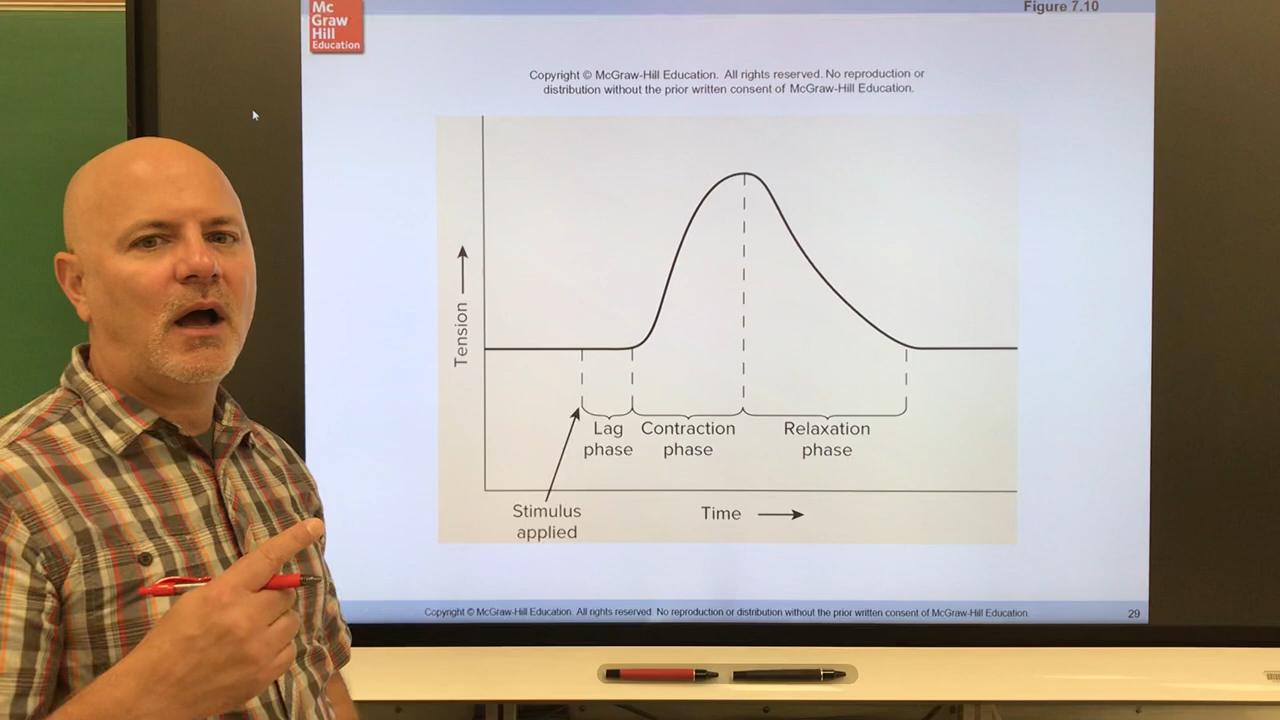 Mc
Graw
Hill
Education
Figure 7.10
Copyright © McGraw-Hill Education. All rights reserved. No reproduction or
distribution without the prior written consent of McGraw-Hill Education.
Tension
Lag
phase
Contraction
phase
Relaxation
phase
Stimulus
applied
Time
Copyright © McGraw-Hill Education. All rights reserved. No reproduction or distribution without the prior written consent of McGraw-Hill Education.
29